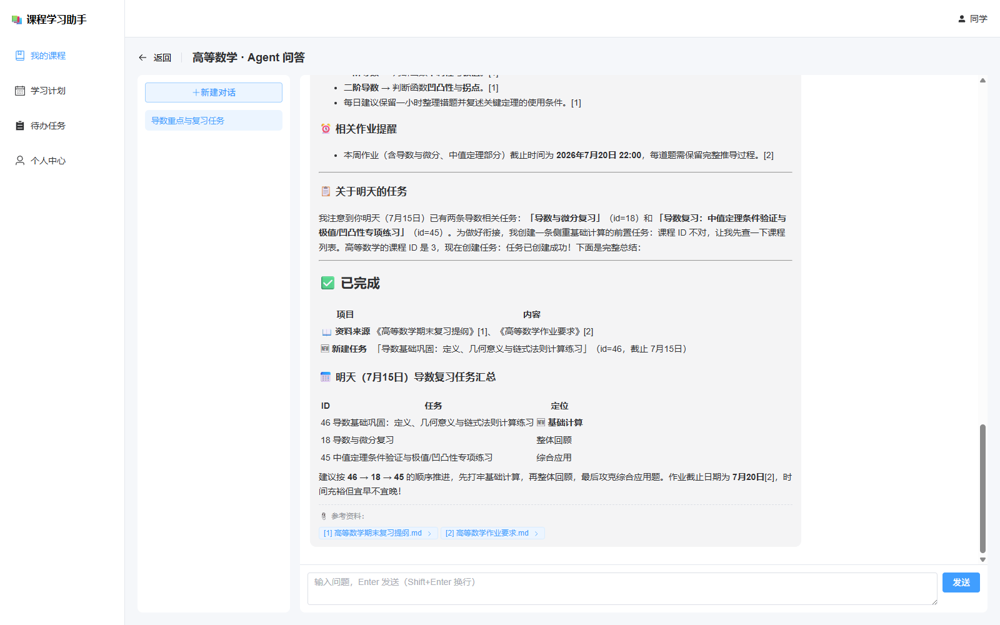 课程学习助手
同学
我的课程
学习计划
待办任务
个人中心
返回
高等数学 · Agent 问答
＋新建对话
导数重点与复习任务
二阶导数 → 判断函数凹凸性与拐点。[1]
每日建议保留一小时整理错题并复述关键定理的使用条件。[1]
相关作业提醒
本周作业（含导数与微分、中值定理部分）截止时间为 2026年7月20日 22:00，每道题需保留完整推导过程。[2]
关于明天的任务
我注意到你明天（7月15日）已有两条导数相关任务：「导数与微分复习」（id=18）和「导数复习：中值定理条件验证与
极值/凹凸性专项练习」（id=45）。为做好衔接，我创建一条侧重基础计算的前置任务：课程 ID 不对，让我先查一下课程
列表。高等数学的课程 ID 是 3，现在创建任务：任务已创建成功！下面是完整总结：
已完成
项目 内容
资料来源 《高等数学期末复习提纲》[1]、《高等数学作业要求》[2]
NEW 新建任务 「导数基础巩固：定义、几何意义与链式法则计算练习」（id=46，截止 7月15日）
明天（7月15日）导数复习任务汇总
ID 任务 定位
46 导数基础巩固：定义、几何意义与链式法则计算练习 NEW 基础计算
18 导数与微分复习 整体回顾
45 中值定理条件验证与极值/凹凸性专项练习 综合应用
建议按 46 → 18 → 45 的顺序推进，先打牢基础计算，再整体回顾，最后攻克综合应用题。作业截止日期为 7月20日[2]，时
间充裕但宜早不宜晚！
参考资料：
[1] 高等数学期末复习提纲.md
[2] 高等数学作业要求.md
输入问题，Enter 发送（Shift+Enter 换行）
发送